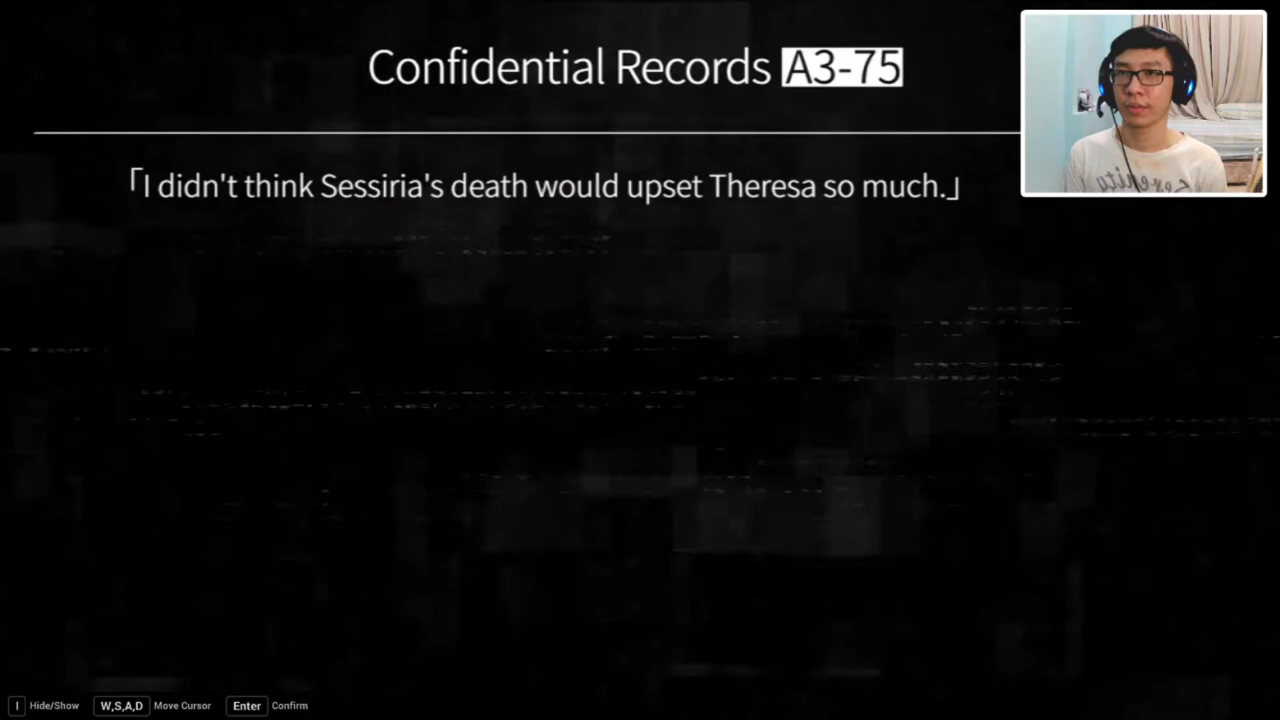 Confidential Records A3-75
「I didn't think Sessiria's death would upset Theresa so much.」
I Hide/Show W,S,A,D Move Cursor Enter Confirm